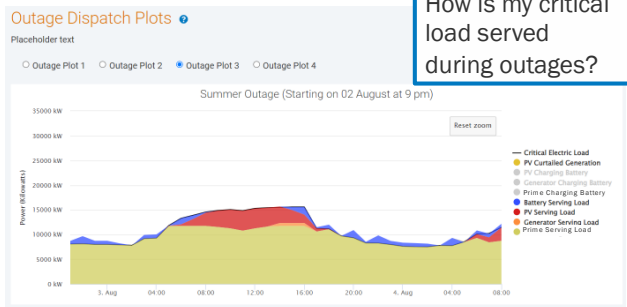 Outage Dispatch Plots ?
Placeholder text
How is my critical
load served
during outages?
Outage Plot 1 Outage Plot 2 Outage Plot 3 Outage Plot 4
Summer Outage (Starting on 02 August at 9 pm)
Reset zoom
Power (Kilowatts)
35000 kW
30000 kW
25000 kW
20000 kW
15000 kW
10000 kW
5000 kW
0 kW
3. Aug 04:00 08:00 12:00 16:00 20:00 4. Aug 04:00 08:00
Critical Electric Load
PV Curtailed Generation
PV Charging Battery
Generator Charging Battery
Prime Charging Battery
Battery Serving Load
PV Serving Load
Generator Serving Load
Prime Serving Load